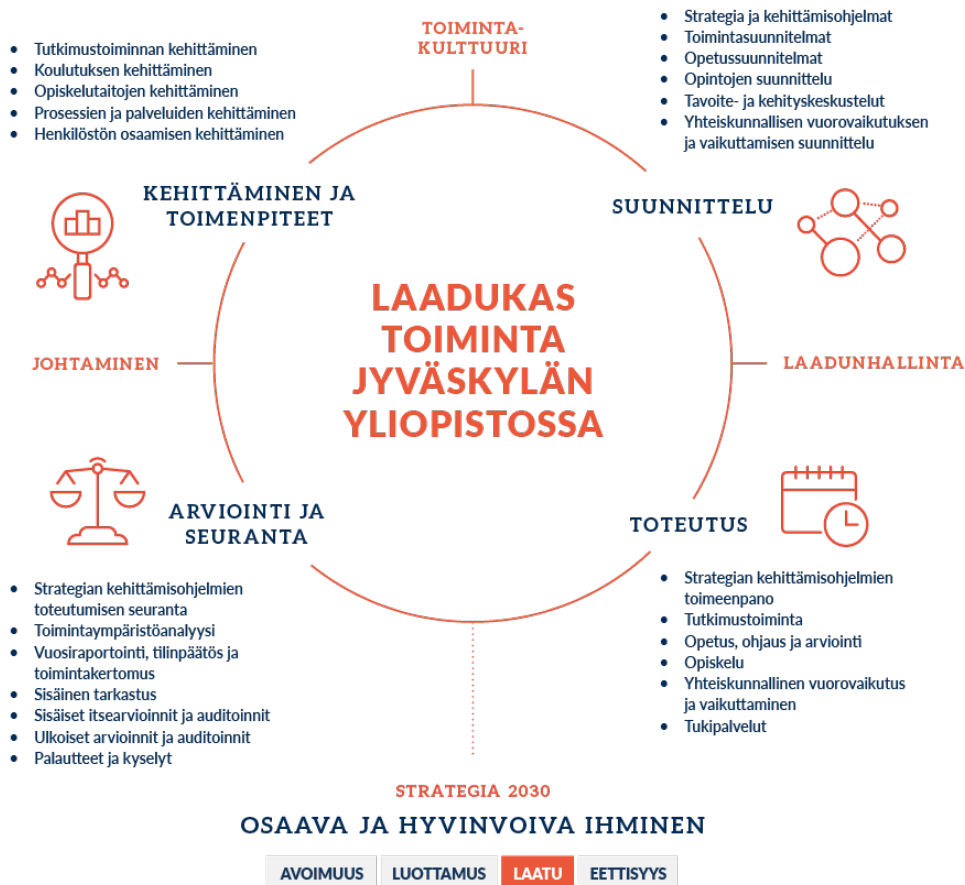 TOIMINTA-
KULTTUURI
• Tutkimustoiminnan kehittäminen
• Koulutuksen kehittäminen
• Opiskelutaitojen kehittäminen
• Prosessien ja palveluiden kehittäminen
• Henkilöstön osaamisen kehittäminen
KEHITTÄMINEN JA
TOIMENPITEET
• Strategia ja kehittämisohjelmat
• Toimintasuunnitelmat
• Opetussuunnitelmat
• Opintojen suunnittelu
• Tavoite- ja kehityskeskustelut
• Yhteiskunnallisen vuorovaikutuksen
ja vaikuttamisen suunnittelu
SUUNNITTELU
LAADUKAS
TOIMINTA
JYVÄSKYLÄN
YLIOPISTOSSA
JOHTAMINEN
LAADUNHALLINTA
ARVIOINTI JA
SEURANTA
• Strategian kehittämisohjelmien
toteutumisen seuranta
• Toimintaympäristöanalyysi
• Vuosiraportointi, tilinpäätös ja
toimintakertomus
• Sisäinen tarkastus
• Sisäiset itsearvioinnit ja auditoinnit
• Ulkoiset arvioinnit ja auditoinnit
• Palautteet ja kyselyt
TOTEUTUS
• Strategian kehittämisohjelmien
toimeenpano
• Tutkimustoiminta
• Opetus, ohjaus ja arviointi
• Opiskelu
• Yhteiskunnallinen vuorovaikutus
ja vaikuttaminen
• Tukipalvelut
STRATEGIA 2030
OSAAVA JA HYVINVOIVA IHMINEN
AVOIMUUS LUOTTAMUS LAATU EETTISYYS